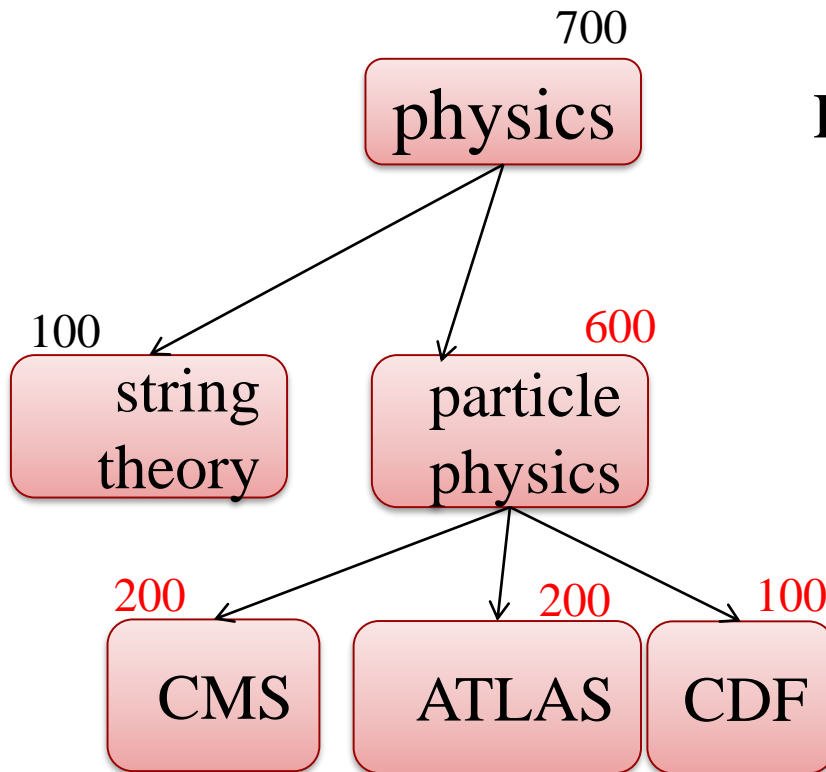 700
physics
100
600
string
theory
particle
physics
200
200
100
CMS
ATLAS
CDF